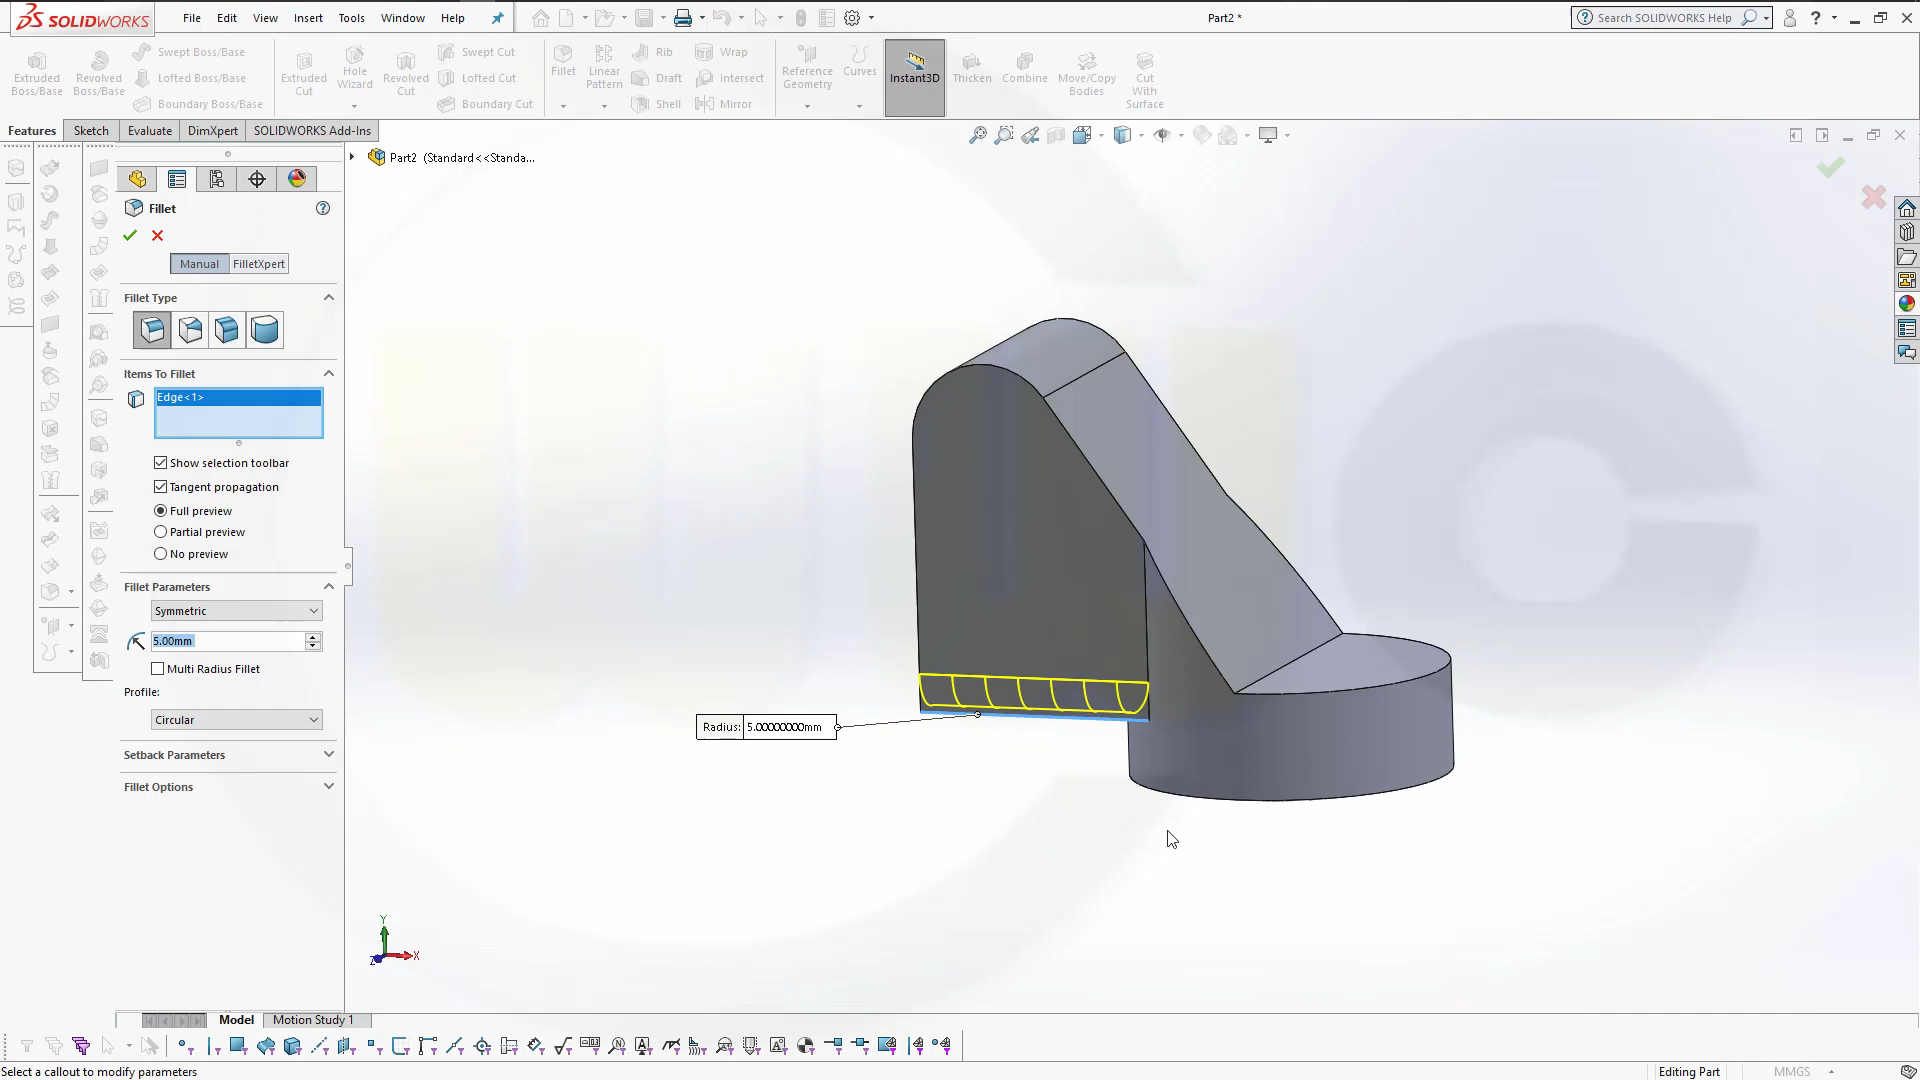 SOLIDWORKS File Edit View Insert Tools Window Help Part2 * Search SOLIDWORKS Help ?
Extruded Boss/Base
Revolved Boss/Base
Swept Boss/Base
Lofted Boss/Base
Boundary Boss/Base
Extruded Cut
Hole Wizard
Revolved Cut
Swept Cut
Lofted Cut
Boundary Cut
Fillet
Linear Pattern
Rib
Draft
Shell
Wrap
Intersect
Mirror
Reference Geometry
Curves
Instant3D
Thicken
Combine
Move/Copy Bodies
Cut With Surface
Features Sketch Evaluate DimXpert SOLIDWORKS Add-Ins
Part2 (Standard<<Standa...
Fillet
Manual FilletXpert
Fillet Type
Items To Fillet
Edge<1>
Show selection toolbar
Tangent propagation
Full preview
Partial preview
No preview
Fillet Parameters
Symmetric
5.00mm
Multi Radius Fillet
Profile:
Circular
Setback Parameters
Fillet Options
Radius: 5.00000000mm
Y
X
Z
Model Motion Study 1
Select a callout to modify parameters Editing Part MMGS